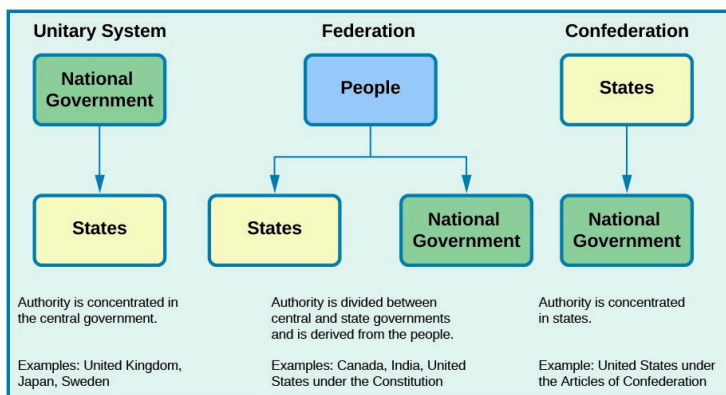 Unitary System
National
Government
States
Authority is concentrated in
the central government.
Examples: United Kingdom,
Japan, Sweden
Federation
People
States
National
Government
Authority is divided between
central and state governments
and is derived from the people.
Examples: Canada, India, United
States under the Constitution
Confederation
States
National
Government
Authority is concentrated
in states.
Example: United States under
the Articles of Confederation